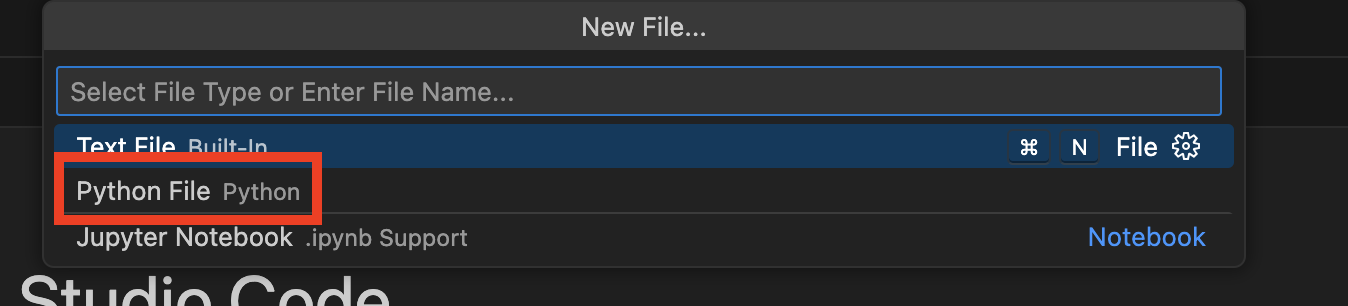 New File...
Select File Type or Enter File Name...
Text File Built-In ⌘ N File
Python File Python
Jupyter Notebook .ipynb Support Notebook
Studio Code